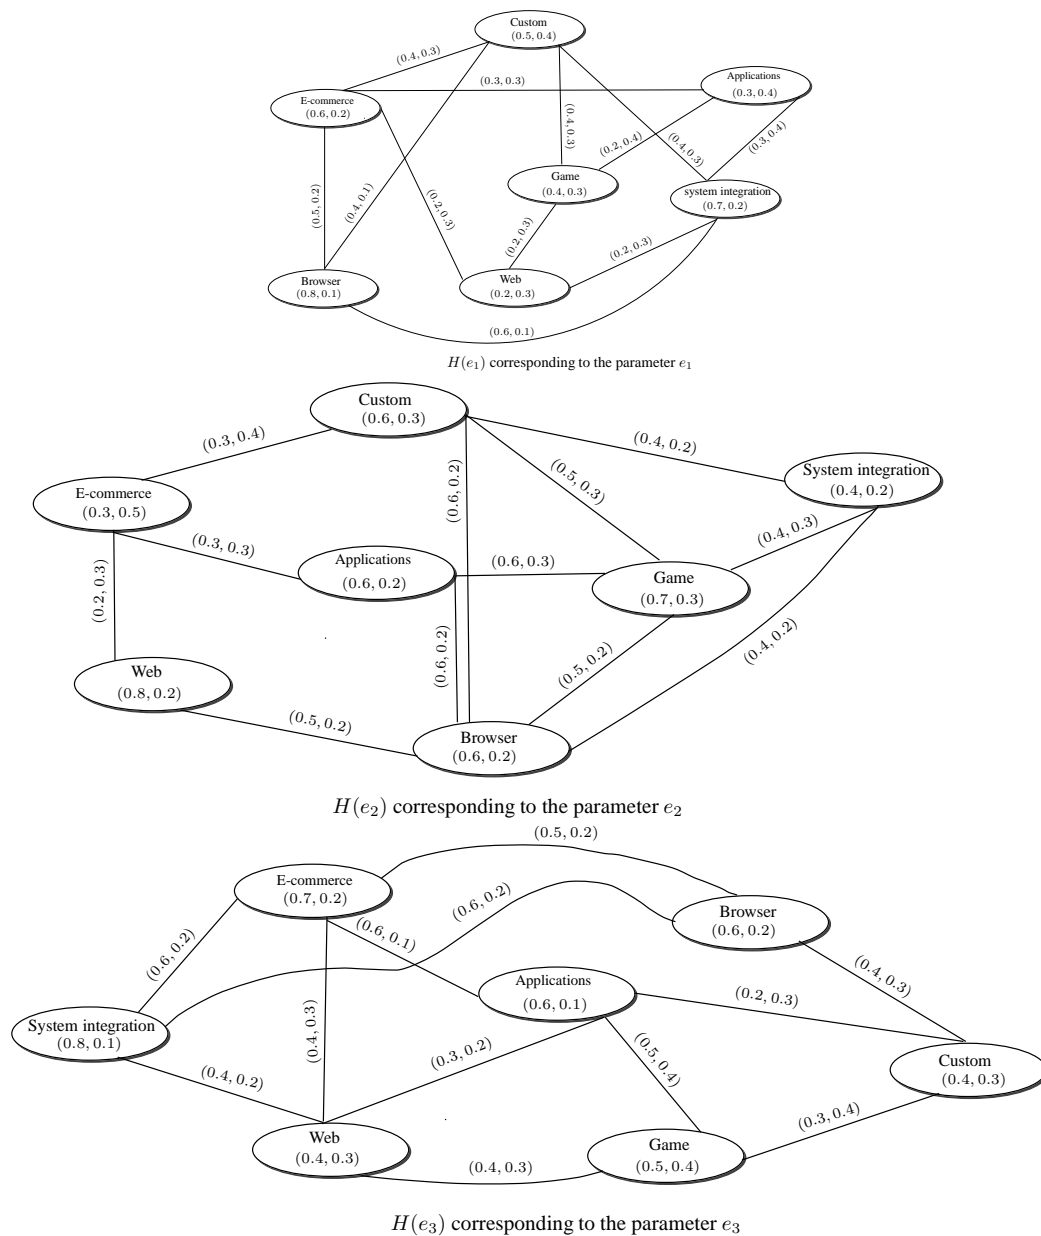 Custom
(0.5, 0.4)
(0.4, 0.3)
(0.3, 0.3)
Applications
(0.3, 0.4)
E-commerce
(0.6, 0.2)
(0.4, 0.3)
(0.2, 0.4)
(0.4, 0.3)
(0.3, 0.4)
Game
(0.4, 0.3)
system integration
(0.7, 0.2)
(0.5, 0.2)
(0.4, 0.1)
(0.2, 0.3)
(0.2, 0.3)
(0.2, 0.3)
Browser
(0.8, 0.1)
Web
(0.2, 0.3)
(0.6, 0.1)
H(e₁) corresponding to the parameter e₁
Custom
(0.6, 0.3)
(0.3, 0.4)
(0.4, 0.2)
(0.6, 0.2)
(0.5, 0.3)
System integration
(0.4, 0.2)
E-commerce
(0.3, 0.5)
(0.3, 0.3)
(0.4, 0.3)
Applications
(0.6, 0.2)
(0.6, 0.3)
Game
(0.7, 0.3)
(0.2, 0.3)
(0.6, 0.2)
(0.5, 0.2)
(0.4, 0.2)
Web
(0.8, 0.2)
(0.5, 0.2)
Browser
(0.6, 0.2)
H(e₂) corresponding to the parameter e₂
(0.5, 0.2)
E-commerce
(0.7, 0.2)
(0.6, 0.2)
Browser
(0.6, 0.2)
(0.6, 0.2)
(0.6, 0.1)
(0.4, 0.3)
Applications
(0.6, 0.1)
(0.2, 0.3)
System integration
(0.8, 0.1)
(0.4, 0.3)
(0.3, 0.2)
(0.5, 0.4)
Custom
(0.4, 0.3)
(0.4, 0.2)
(0.3, 0.4)
Web
(0.4, 0.3)
Game
(0.5, 0.4)
(0.4, 0.3)
H(e₃) corresponding to the parameter e₃